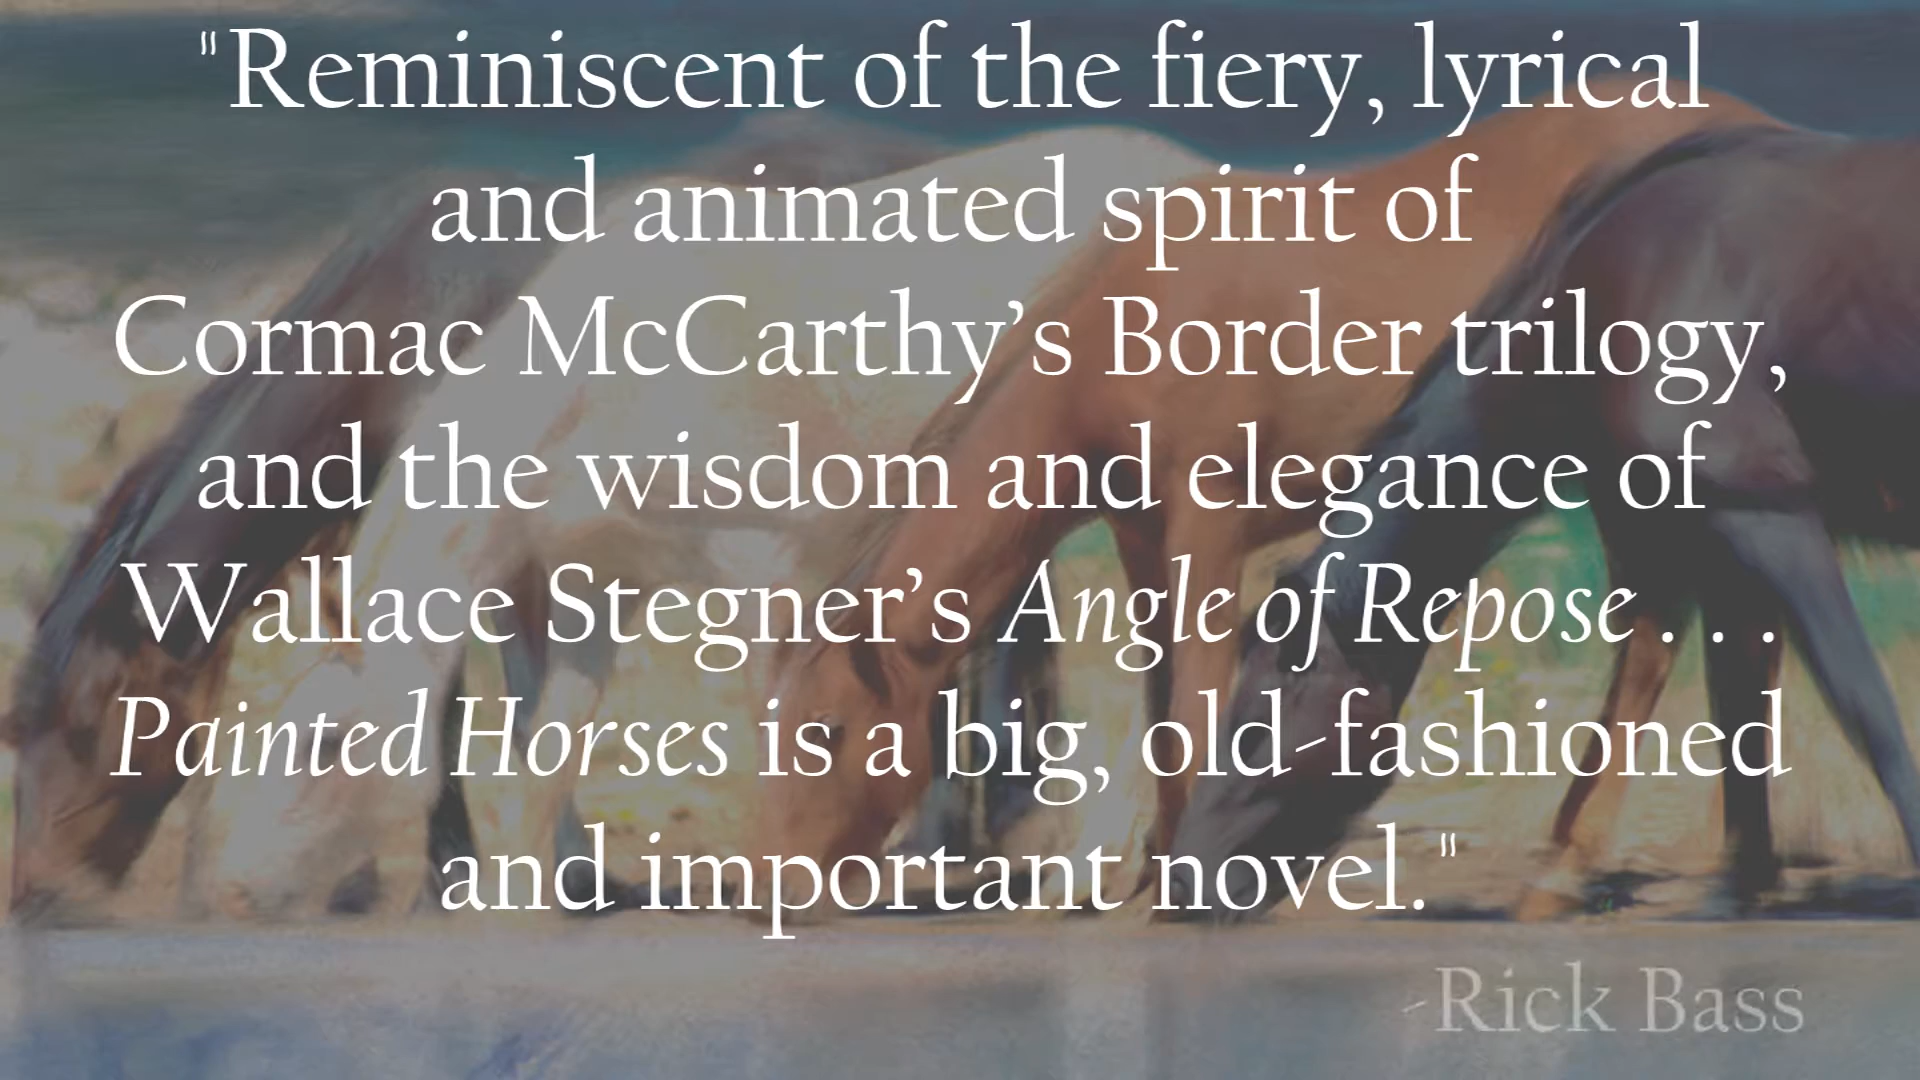 "Reminiscent of the fiery, lyrical
and animated spirit of
Cormac McCarthy’s Border trilogy,
and the wisdom and elegance of
Wallace Stegner’s Angle of Repose . . .
Painted Horses is a big, old-fashioned
and important novel."
-Rick Bass